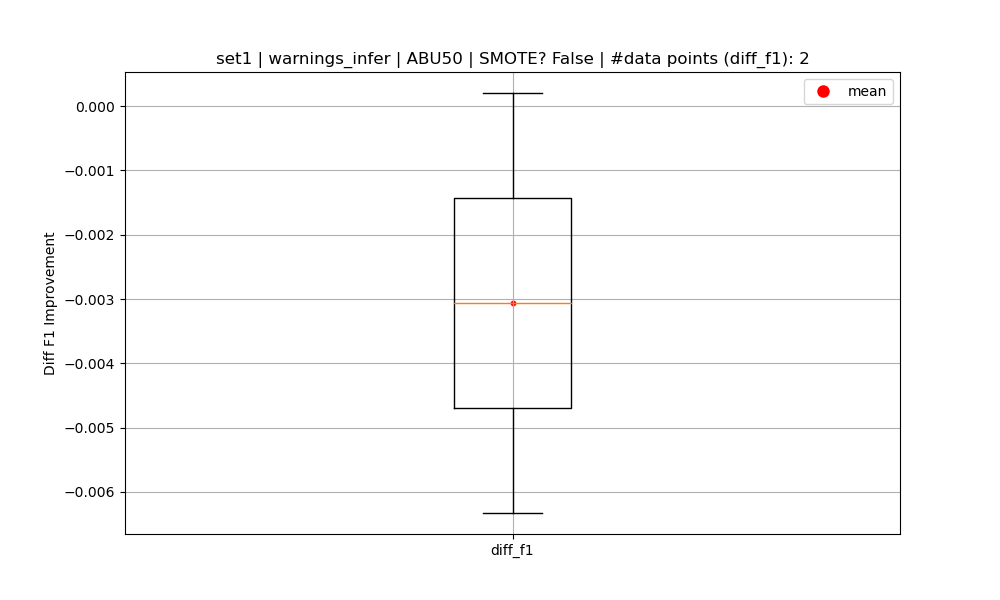 set1 | warnings_infer | ABU50 | SMOTE? False | #data points (diff_f1): 2
mean
0.000
−0.001
−0.002
−0.003
−0.004
−0.005
−0.006
Diff F1 Improvement
diff_f1